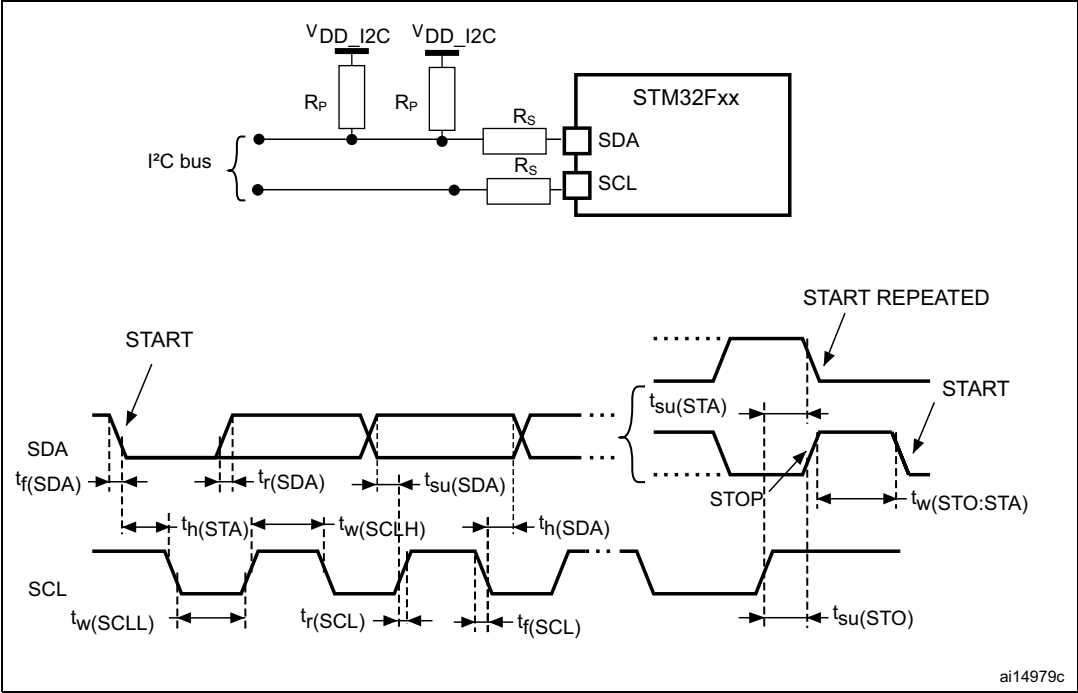 VDD_I2C VDD_I2C
STM32Fxx
RP RP
RS
SDA
I²C bus
RS
SCL
START REPEATED
START
tsu(STA)
START
SDA
tf(SDA) tr(SDA) tsu(SDA)
STOP
tw(STO:STA)
th(STA) tw(SCLH) th(SDA)
SCL
tw(SCLL) tr(SCL) tf(SCL) tsu(STO)
ai14979c